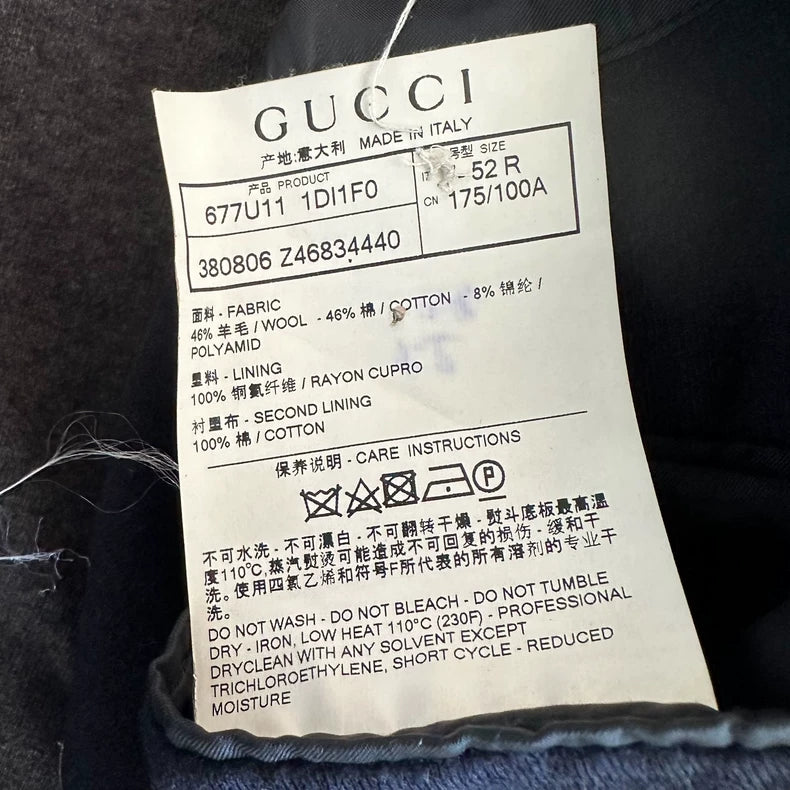 GUCCI
产地:意大利 MADE IN ITALY
产品 PRODUCT
677U11 1DI1F0
380806 Z46834440
号型 SIZE
IT 52 R
CN 175/100A
面料 - FABRIC
46% 羊毛 / WOOL - 46% 棉 / COTTON - 8% 锦纶 /
POLYAMID
里料 - LINING
100% 铜氨纤维 / RAYON CUPRO
衬里布 - SECOND LINING
100% 棉 / COTTON
保养说明 - CARE INSTRUCTIONS
P
不可水洗 - 不可漂白 - 不可翻转干燥 - 熨斗底板最高温
度110°C,蒸汽熨烫可能造成不可回复的损伤 - 缓和干
洗。使用四氯乙烯和符号F所代表的所有溶剂的专业干
洗。
DO NOT WASH - DO NOT BLEACH - DO NOT TUMBLE
DRY - IRON, LOW HEAT 110°C (230F) - PROFESSIONAL
DRYCLEAN WITH ANY SOLVENT EXCEPT
TRICHLOROETHYLENE, SHORT CYCLE - REDUCED
MOISTURE